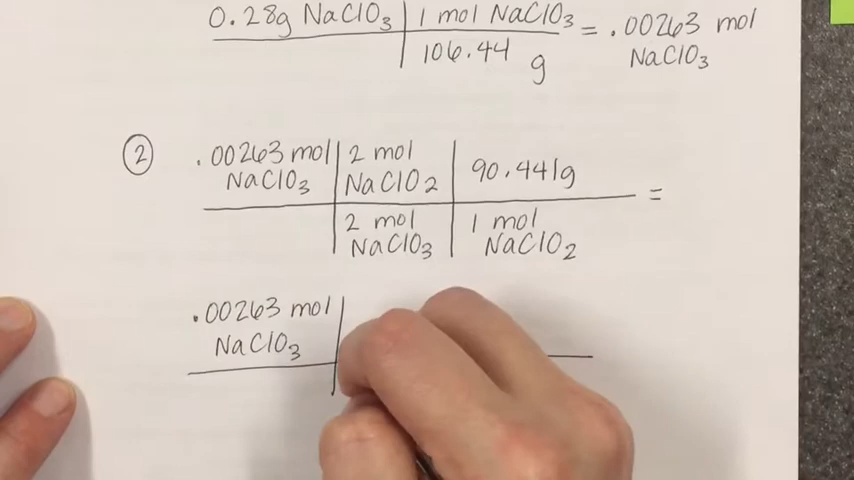 0.28g NaClO3 | 1 mol NaClO3 = .00263 mol
106.44 g NaClO3
2 .00263 mol 2 mol 90.441g
NaClO3 NaClO2 =
2 mol 1 mol
NaClO3 NaClO2
.00263 mol
NaClO3